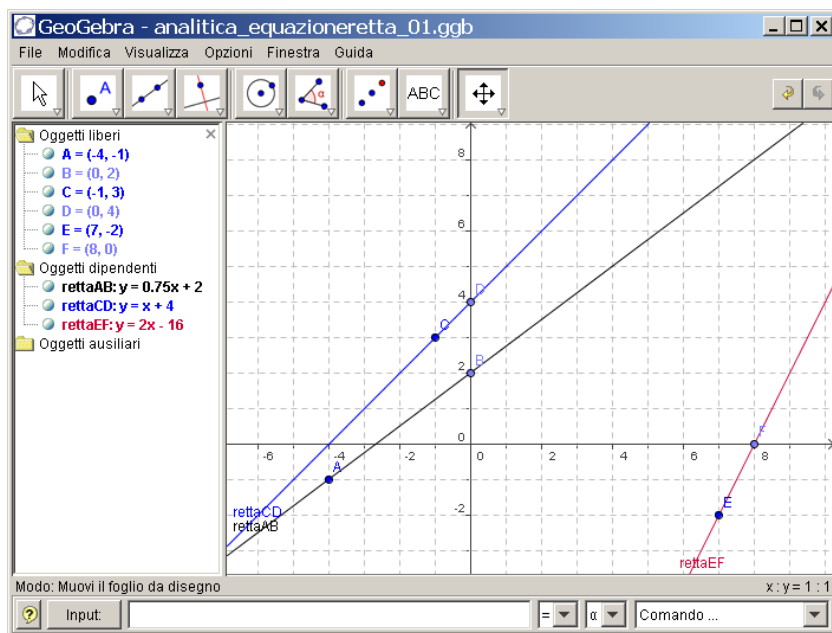 GeoGebra - analitica_equazioneretta_01.ggb
File Modifica Visualizza Opzioni Finestra Guida
A
α
ABC
Oggetti liberi
A = (-4, -1)
B = (0, 2)
C = (-1, 3)
D = (0, 4)
E = (7, -2)
F = (8, 0)
Oggetti dipendenti
rettaAB: y = 0.75x + 2
rettaCD: y = x + 4
rettaEF: y = 2x - 16
Oggetti ausiliari
8
6
4
D
C
2
B
0
F
-6 -4 -2 0 2 4 6 8
A
-2
E
rettaCD
rettaAB
rettaEF
Modo: Muovi il foglio da disegno
x : y = 1 : 1
Input:
=
α
Comando ...